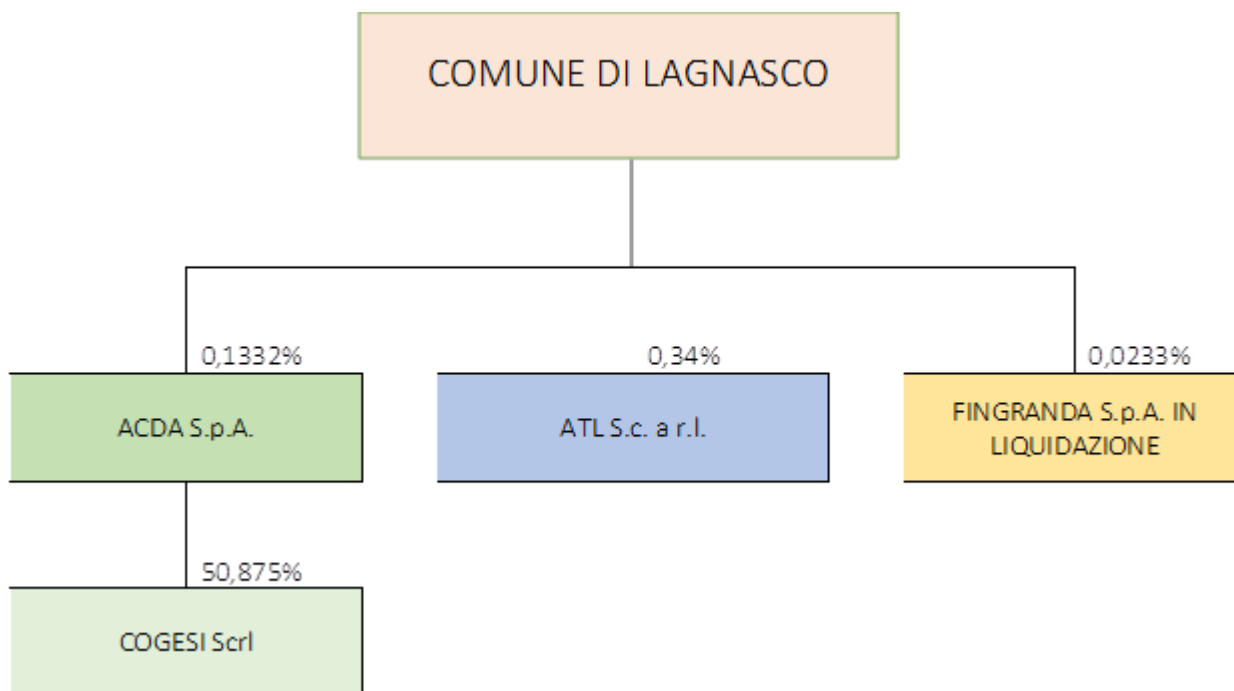 COMUNE DI LAGNASCO
0,1332%
0,34%
0,0233%
ACDA S.p.A.
ATL S.c. a r.l.
FINGRANDA S.p.A. IN
LIQUIDAZIONE
50,875%
COGESI Scrl